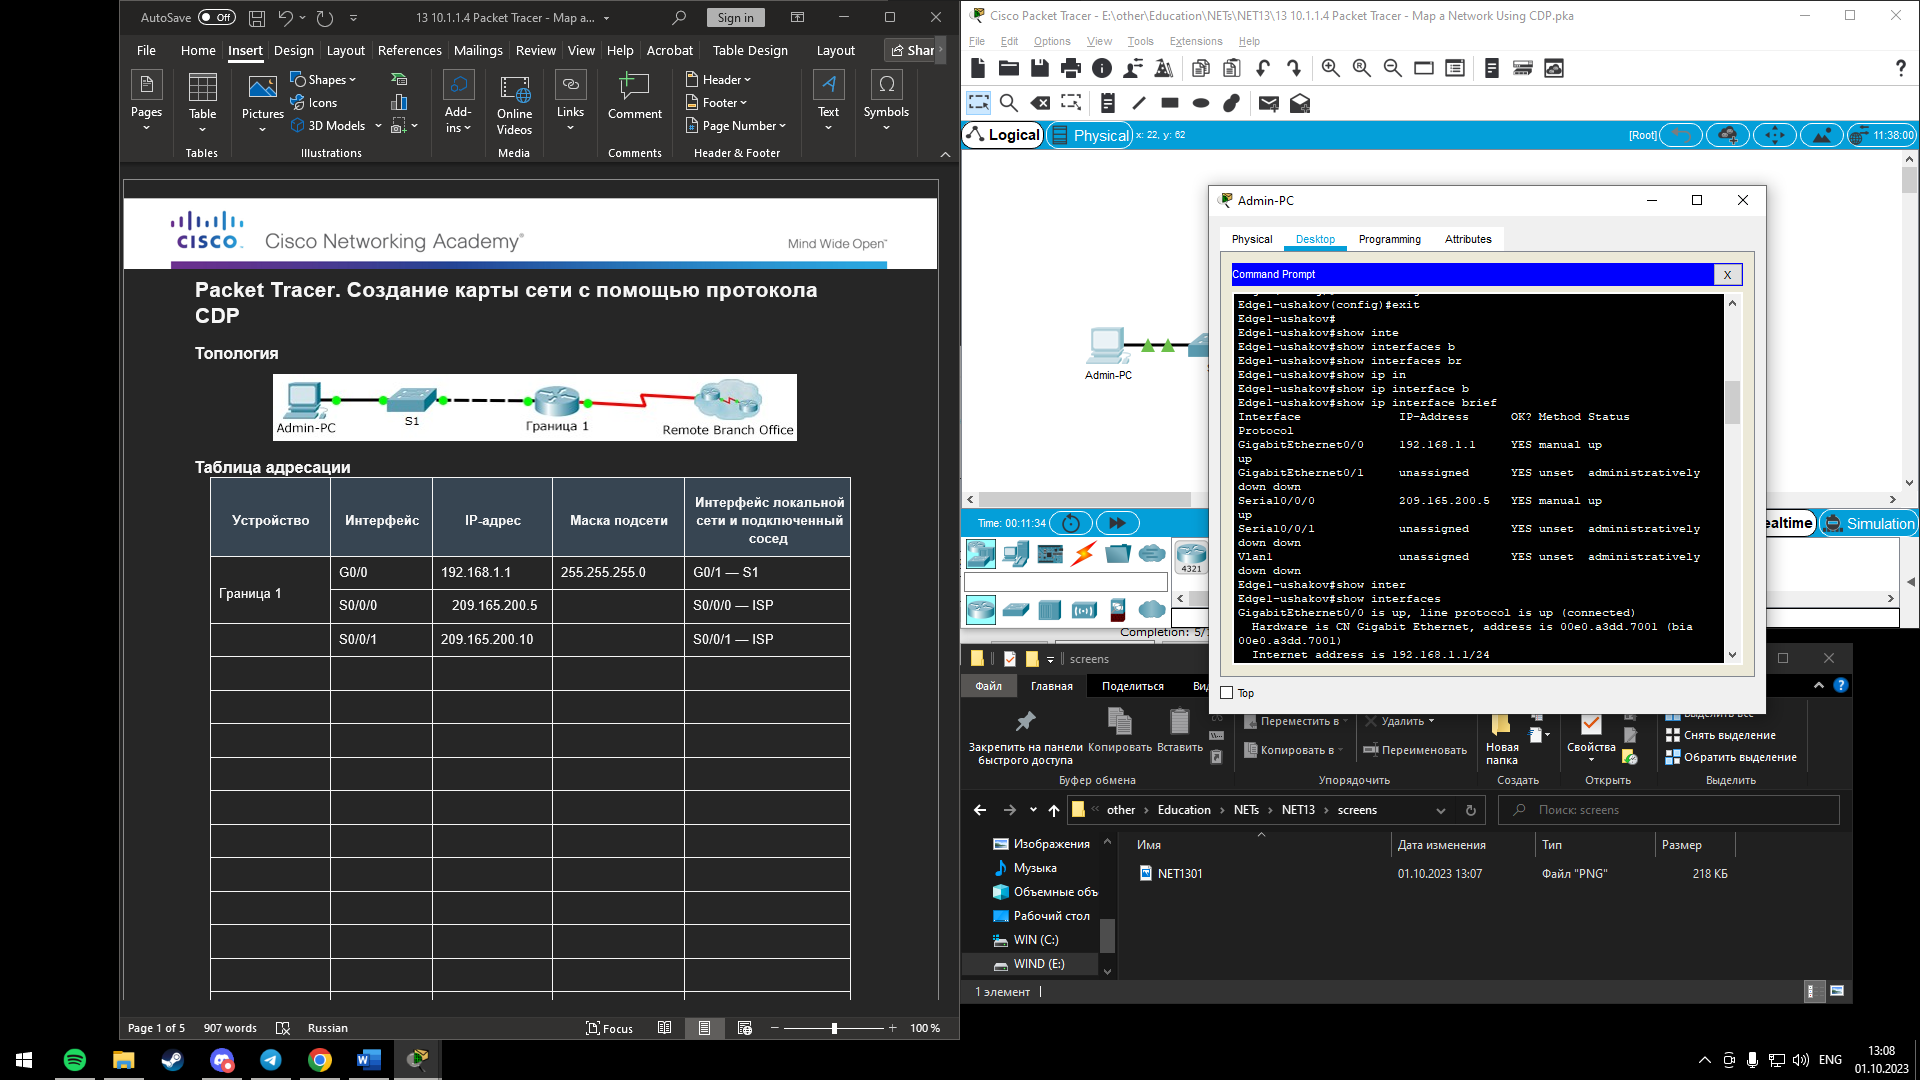 AutoSave Off
13 10.1.1.4 Packet Tracer - Map a...
Sign in
File Home Insert Design Layout References Mailings Review View Help Acrobat Table Design Layout Shar
Pages
Table
Tables
Pictures
Shapes
Icons
3D Models
Illustrations
Add-
ins
Online
Videos
Media
Links
Comment
Comments
Header
Footer
Page Number
Header & Footer
Text
Symbols
CISCO.
Cisco Networking Academy®
Mind Wide Open™
Packet Tracer. Создание карты сети с помощью протокола
CDP
Топология
Admin-PC
S1
Граница 1
Remote Branch Office
Таблица адресации
Устройство Интерфейс IP-адрес Маска подсети Интерфейс локальной
сети и подключенный
сосед
Граница 1
G0/0 192.168.1.1 255.255.255.0 G0/1 — S1
S0/0/0 209.165.200.5 S0/0/0 — ISP
S0/0/1 209.165.200.10 S0/0/1 — ISP
Page 1 of 5 907 words Russian Focus 100 %
Cisco Packet Tracer - E:\other\Education\NETs\NET13\13 10.1.1.4 Packet Tracer - Map a Network Using CDP.pka
File Edit Options View Tools Extensions Help
?
Logical Physical x: 22, y: 62 [Root] 11:38:00
Admin-PC
Time: 00:11:34
ealtime Simulation
4321
Completion: 5/
Admin-PC
Physical Desktop Programming Attributes
Command Prompt X
Edge1-ushakov(config)#exit
Edge1-ushakov#
Edge1-ushakov#show inte
Edge1-ushakov#show interfaces b
Edge1-ushakov#show interfaces br
Edge1-ushakov#show ip in
Edge1-ushakov#show ip interface b
Edge1-ushakov#show ip interface brief
Interface IP-Address OK? Method Status
Protocol
GigabitEthernet0/0 192.168.1.1 YES manual up
up
GigabitEthernet0/1 unassigned YES unset administratively
down down
Serial0/0/0 209.165.200.5 YES manual up
up
Serial0/0/1 unassigned YES unset administratively
down down
Vlan1 unassigned YES unset administratively
down down
Edge1-ushakov#show inter
Edge1-ushakov#show interfaces
GigabitEthernet0/0 is up, line protocol is up (connected)
Hardware is CN Gigabit Ethernet, address is 00e0.a3dd.7001 (bia
00e0.a3dd.7001)
Internet address is 192.168.1.1/24
Top
screens
Файл Главная Поделиться Ви
Закрепить на панели
быстрого доступа
Копировать
Вставить
Буфер обмена
Переместить в
Копировать в
Удалить
Переименовать
Упорядочить
Новая
папка
Создать
Свойства
Открыть
Выделить все
Снять выделение
Обратить выделение
Выделить
« other › Education › NETs › NET13 › screens
Поиск: screens
Изображения
Музыка
Объемные объ
Рабочий стол
WIN (C:)
WIND (E:)
Имя Дата изменения Тип Размер
NET1301 01.10.2023 13:07 Файл "PNG" 218 КБ
1 элемент
ENG
13:08
01.10.2023